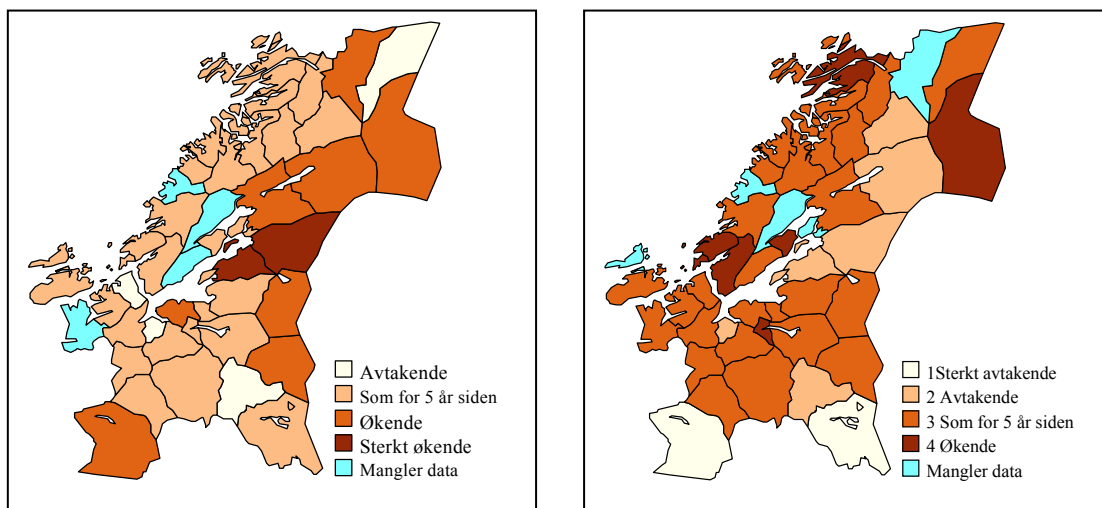 Avtakende
Som for 5 år siden
Økende
Sterkt økende
Mangler data
1Sterkt avtakende
2 Avtakende
3 Som for 5 år siden
4 Økende
Mangler data